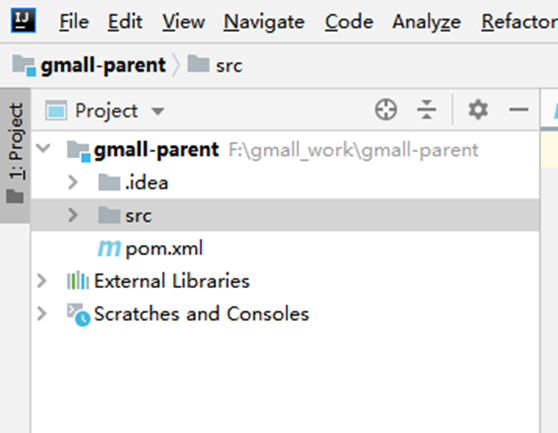 IJ File Edit View Navigate Code Analyze Refactor
gmall-parent src
1: Project
Project
gmall-parent F:\gmall_work\gmall-parent
.idea
src
m pom.xml
External Libraries
Scratches and Consoles